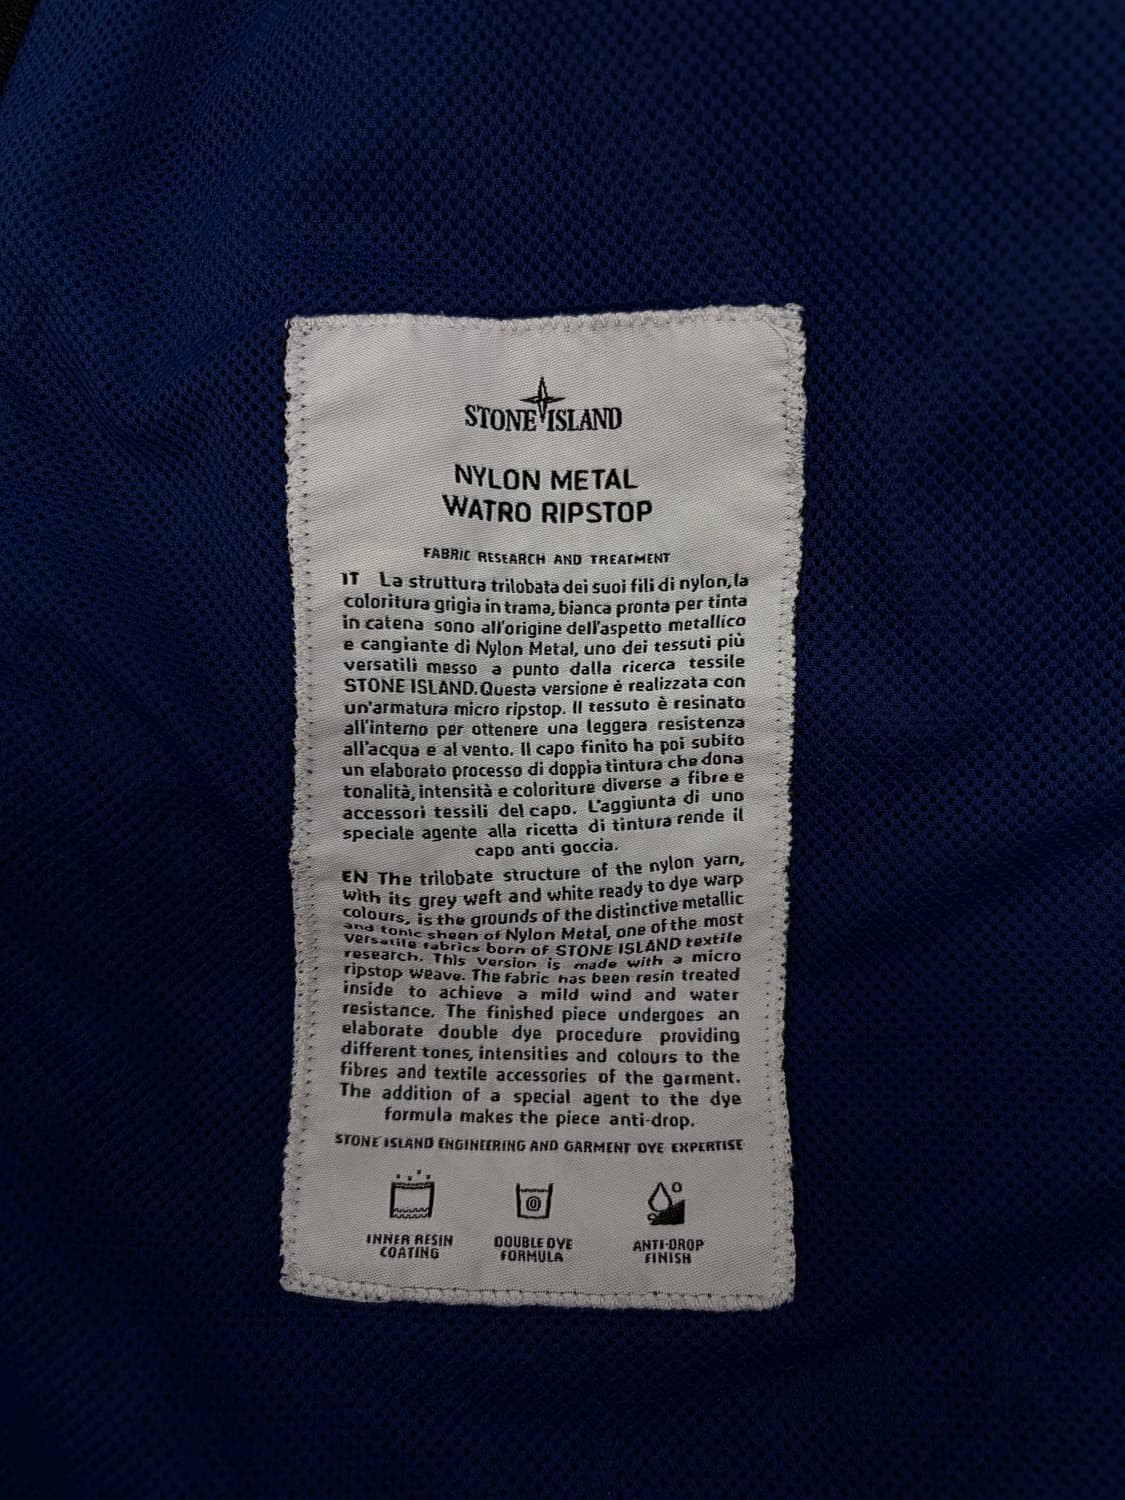 STONE ISLAND
NYLON METAL
WATRO RIPSTOP
FABRIC RESEARCH AND TREATMENT
IT La struttura trilobata dei suoi fili di nylon, la
coloritura grigia in trama, bianca pronta per tinta
in catena sono all'origine dell'aspetto metallico
e cangiante di Nylon Metal, uno dei tessuti più
versatili messo a punto dalla ricerca tessile
STONE ISLAND. Questa versione è realizzata con
un'armatura micro ripstop. Il tessuto è resinato
all'interno per ottenere una leggera resistenza
all'acqua e al vento. Il capo finito ha poi subito
un elaborato processo di doppia tintura che dona
tonalità, intensità e coloriture diverse a fibre e
accessori tessili del capo. L'aggiunta di uno
speciale agente alla ricetta di tintura rende il
capo anti goccia.
EN The trilobate structure of the nylon yarn,
with its grey weft and white ready to dye warp
colours, is the grounds of the distinctive metallic
and tonic sheen of Nylon Metal, one of the most
versatile fabrics born of STONE ISLAND textile
research. This version is made with a micro
ripstop weave. The fabric has been resin treated
inside to achieve a mild wind and water
resistance. The finished piece undergoes an
elaborate double dye procedure providing
different tones, intensities and colours to the
fibres and textile accessories of the garment.
The addition of a special agent to the dye
formula makes the piece anti-drop.
STONE ISLAND ENGINEERING AND GARMENT DYE EXPERTISE
INNER RESIN
COATING
DOUBLE DYE
FORMULA
ANTI-DROP
FINISH